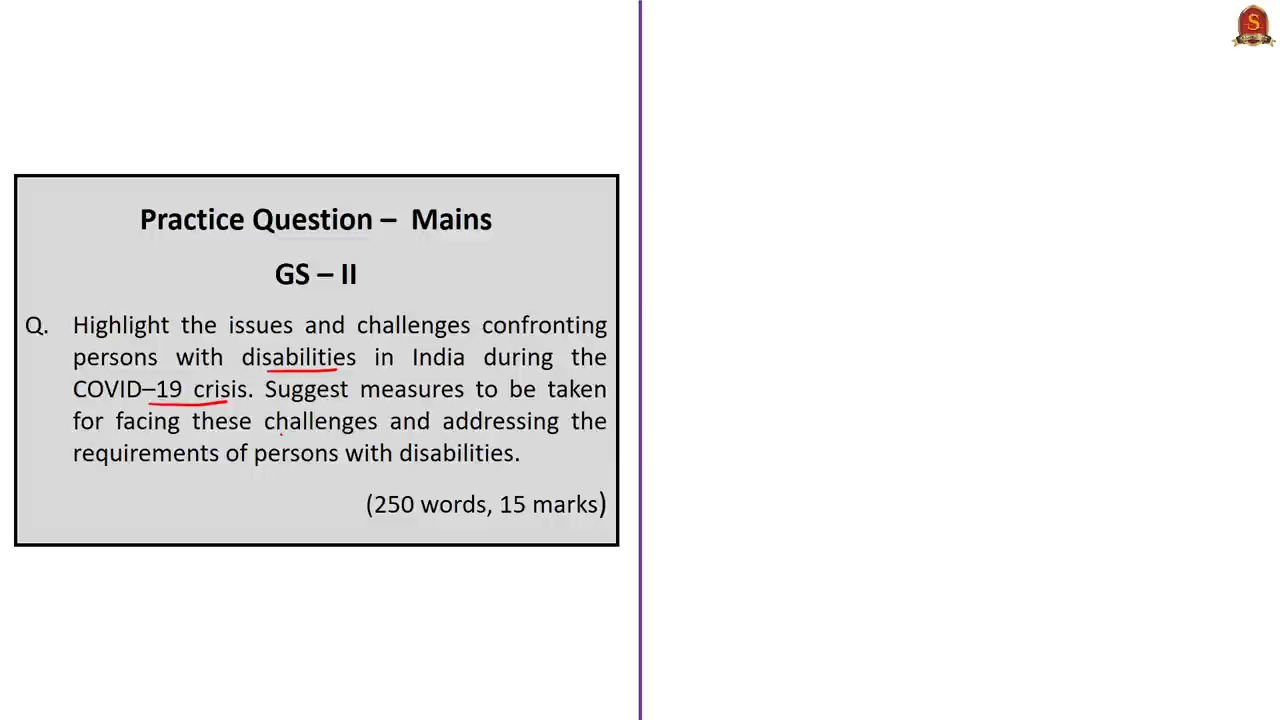 Practice Question – Mains
GS – II
Q. Highlight the issues and challenges confronting
persons with disabilities in India during the
COVID–19 crisis. Suggest measures to be taken
for facing these challenges and addressing the
requirements of persons with disabilities.
(250 words, 15 marks)
S